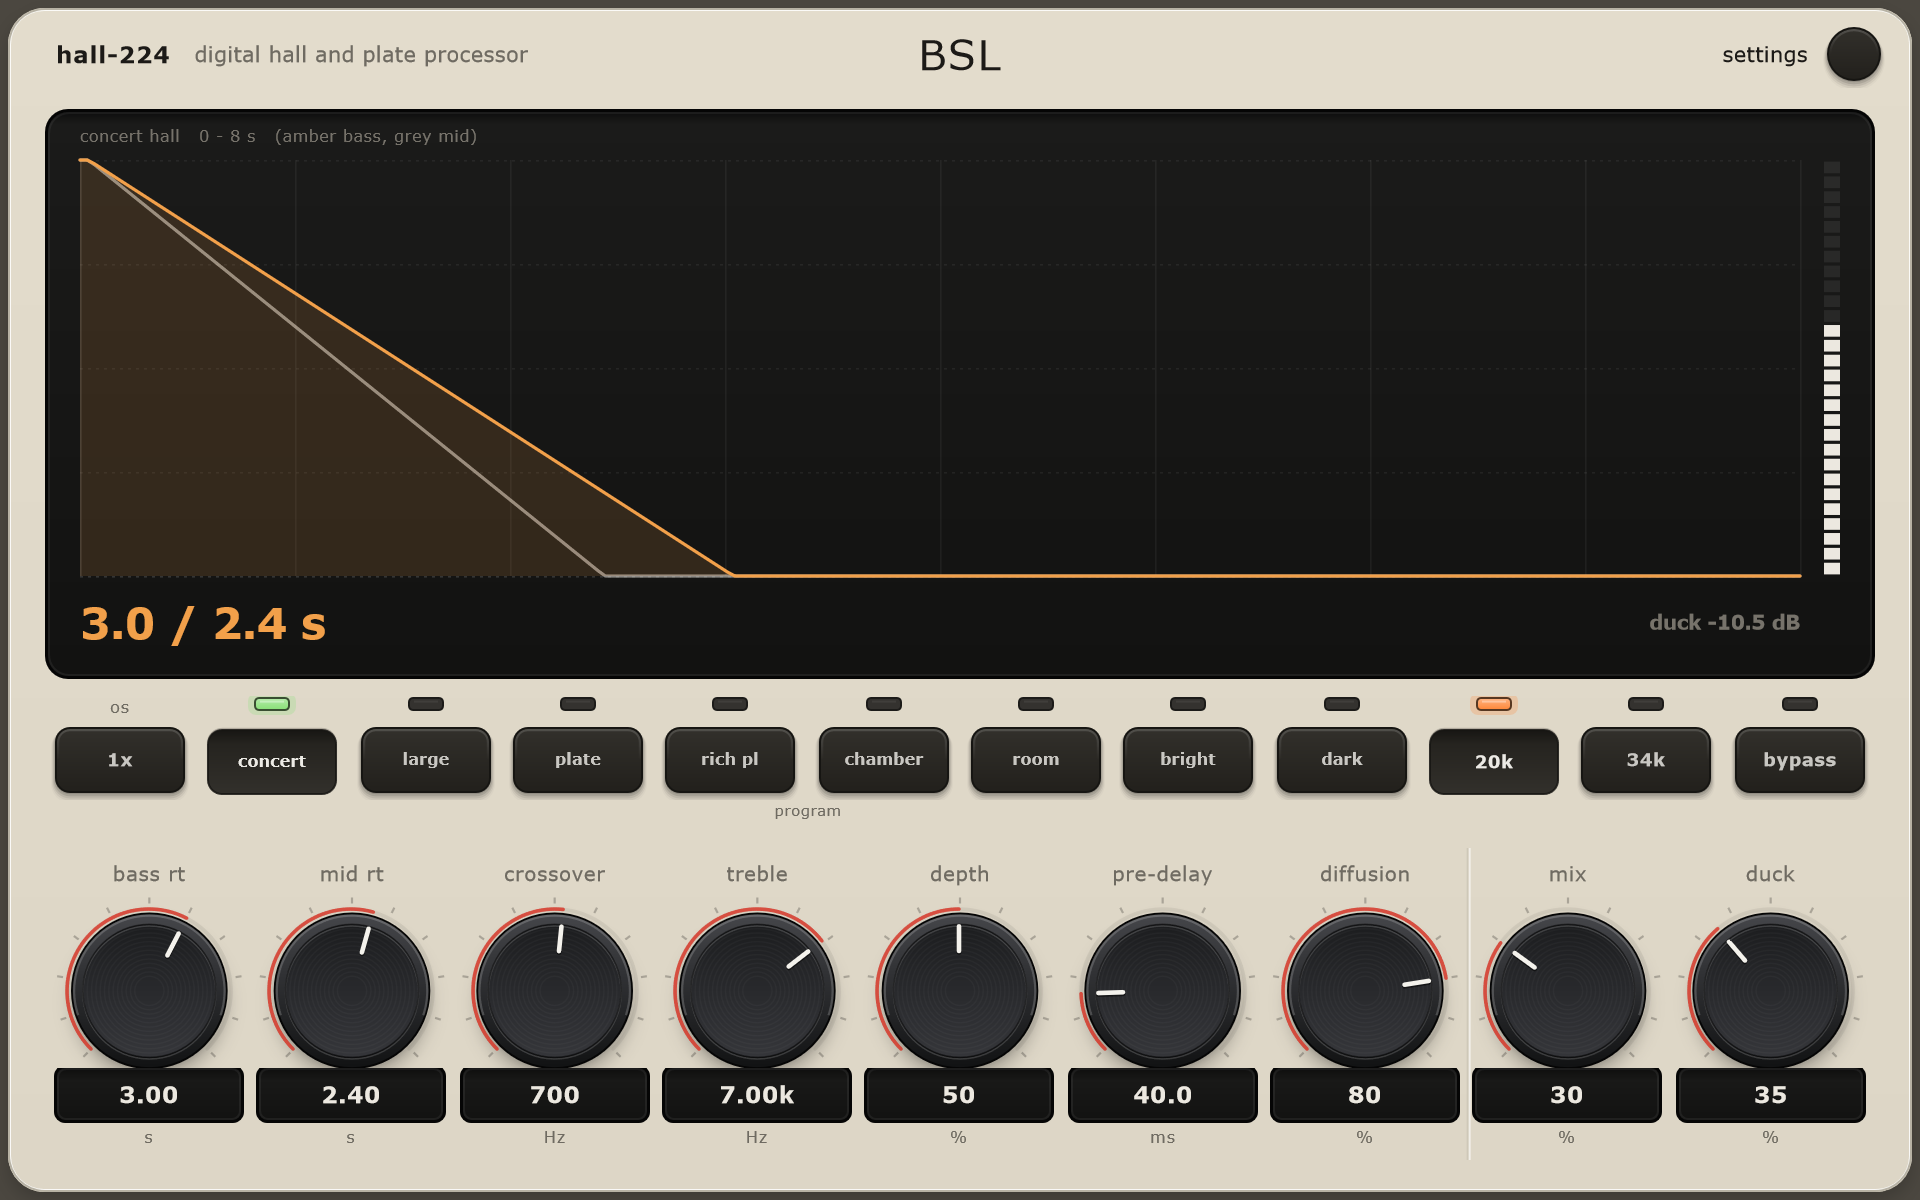 hall-224 digital hall and plate processor BSL settings
concert hall 0 - 8 s (amber bass, grey mid)
3.0 / 2.4 s duck -10.5 dB
os
1x concert large plate rich pl chamber room bright dark 20k 34k bypass
program
bass rt mid rt crossover treble depth pre-delay diffusion mix duck
3.00 2.40 700 7.00k 50 40.0 80 30 35
s s Hz Hz % ms % % %